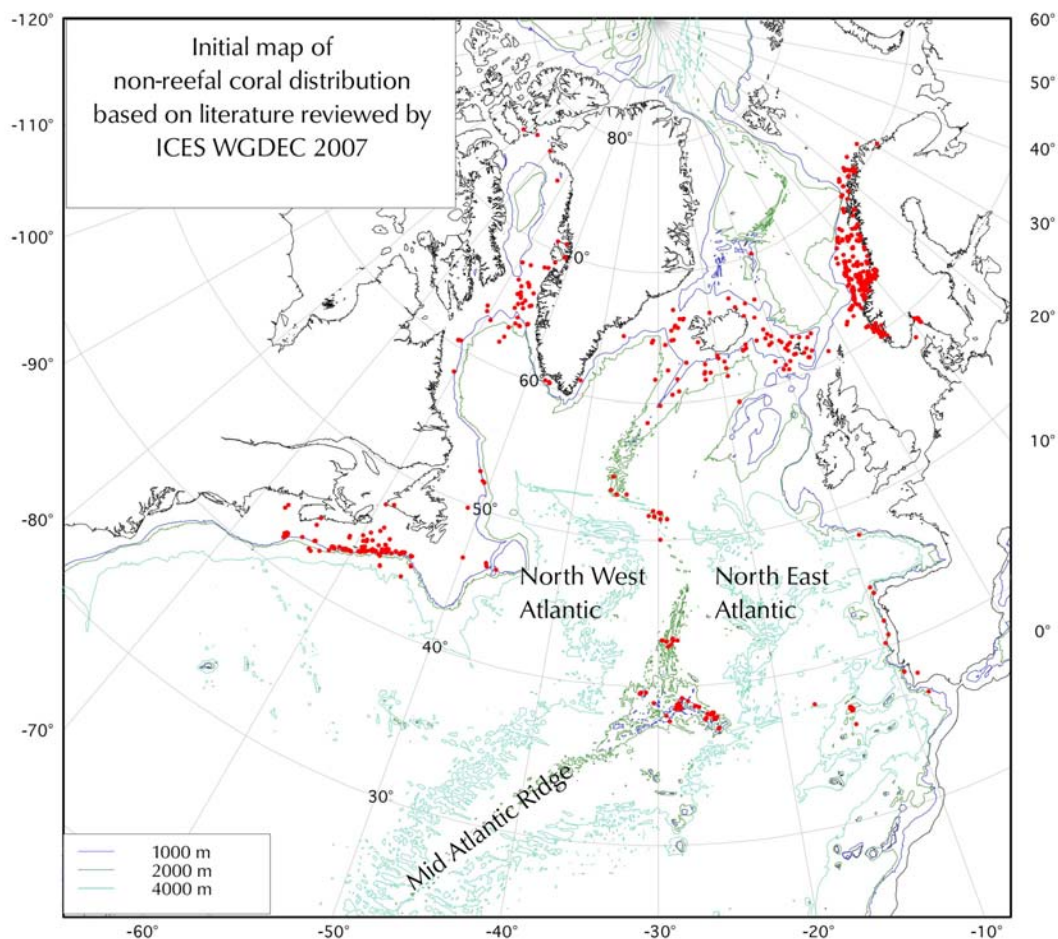 Initial map of
non-reefal coral distribution
based on literature reviewed by
ICES WGDEC 2007
-120°
-110°
-100°
-90°
-80°
-70°
60°
50°
40°
30°
20°
10°
0°
80°
0°
60°
50°
40°
30°
North West
Atlantic
North East
Atlantic
Mid Atlantic Ridge
1000 m
2000 m
4000 m
-60°
-50°
-40°
-30°
-20°
-10°